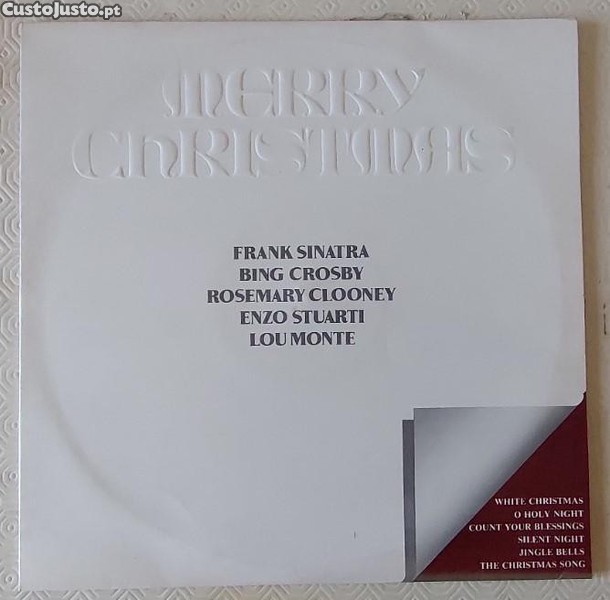 CustoJusto.pt
MERRY
CHRISTMAS
FRANK SINATRA
BING CROSBY
ROSEMARY CLOONEY
ENZO STUARTI
LOU MONTE
WHITE CHRISTMAS
O HOLY NIGHT
COUNT YOUR BLESSINGS
SILENT NIGHT
JINGLE BELLS
THE CHRISTMAS SONG